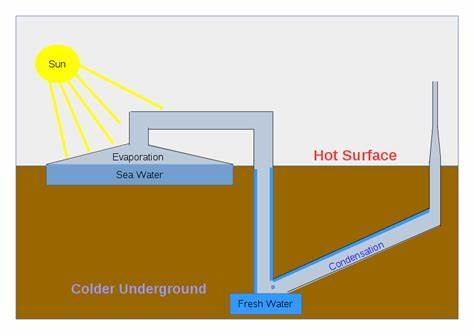 Sun
Evaporation
Sea Water
Hot Surface
Condensation
Colder Underground
Fresh Water